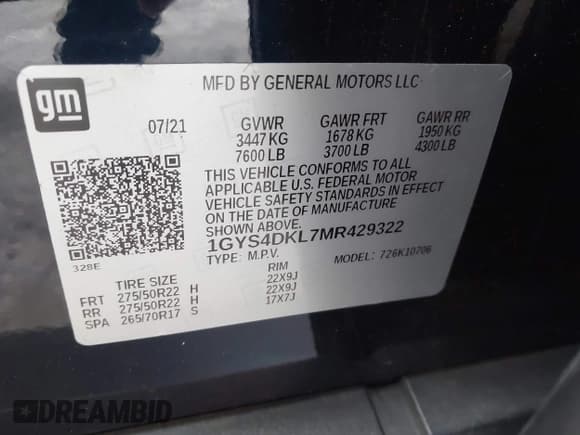 gm
MFD BY GENERAL MOTORS LLC
07/21 GVWR GAWR FRT GAWR RR
3447 KG 1678 KG 1950 KG
7600 LB 3700 LB 4300 LB
THIS VEHICLE CONFORMS TO ALL
APPLICABLE U.S. FEDERAL MOTOR
VEHICLE SAFETY STANDARDS IN EFFECT
ON THE DATE OF MANUFACTURE
SHOWN ABOVE.
1GYS4DKL7MR429322
TYPE: M.P.V. MODEL: 726K10706
328E
TIRE SIZE RIM
FRT 275/50R22 H 22X9J
RR 275/50R22 H 22X9J
SPA 265/70R17 S 17X7J
DREAMBID